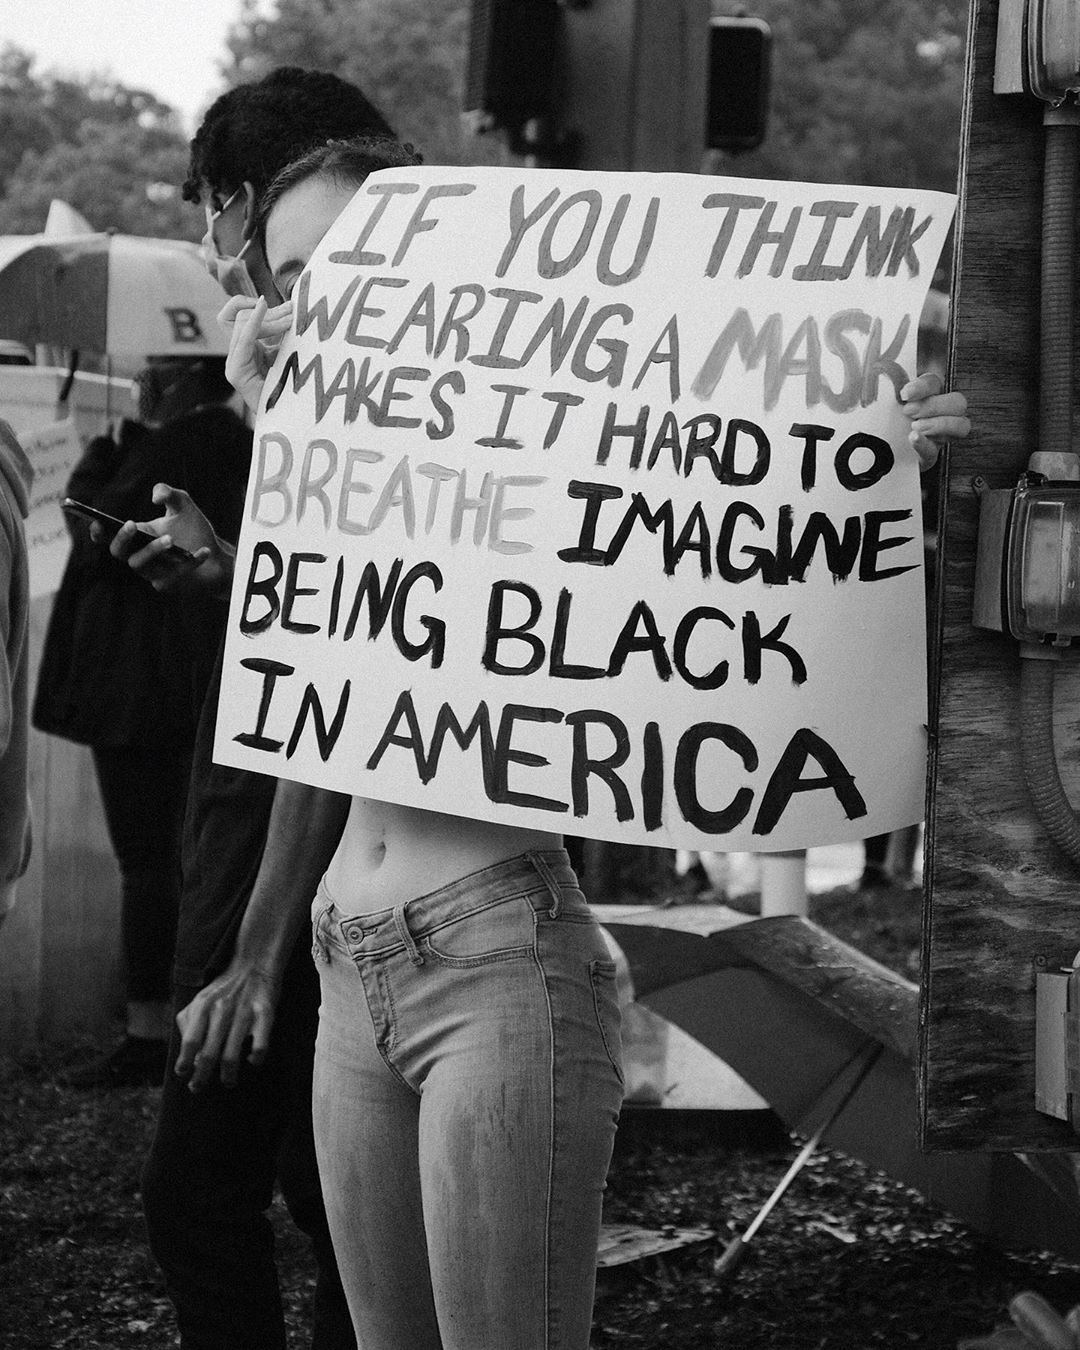 IF YOU THINK
WEARING A MASK
MAKES IT HARD TO
BREATHE IMAGINE
BEING BLACK
IN AMERICA
B